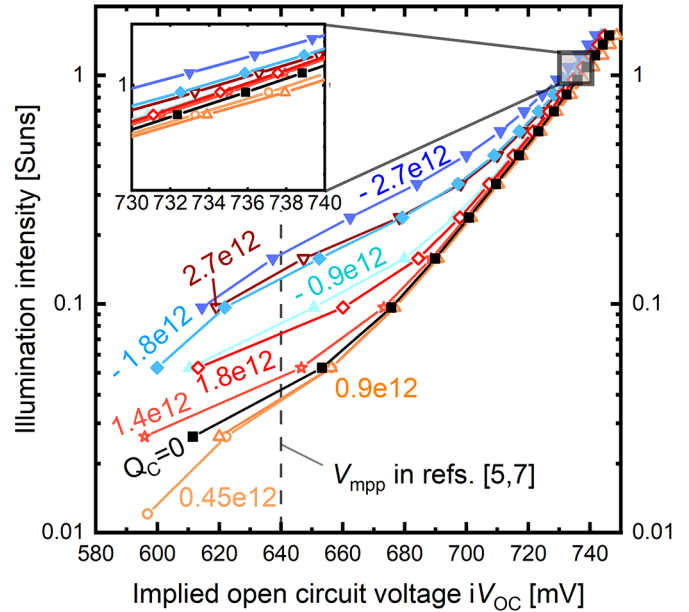 1
730 732 734 736 738 740
1
1
0.1
0.1
0.01
0.01
- 2.7e12
2.7e12
- 0.9e12
- 1.8e12
1.8e12
1.4e12
0.9e12
Q_C=0
V_mpp in refs. [5,7]
0.45e12
580 600 620 640 660 680 700 720 740
Implied open circuit voltage iV_OC [mV]
Illumination intensity [Suns]